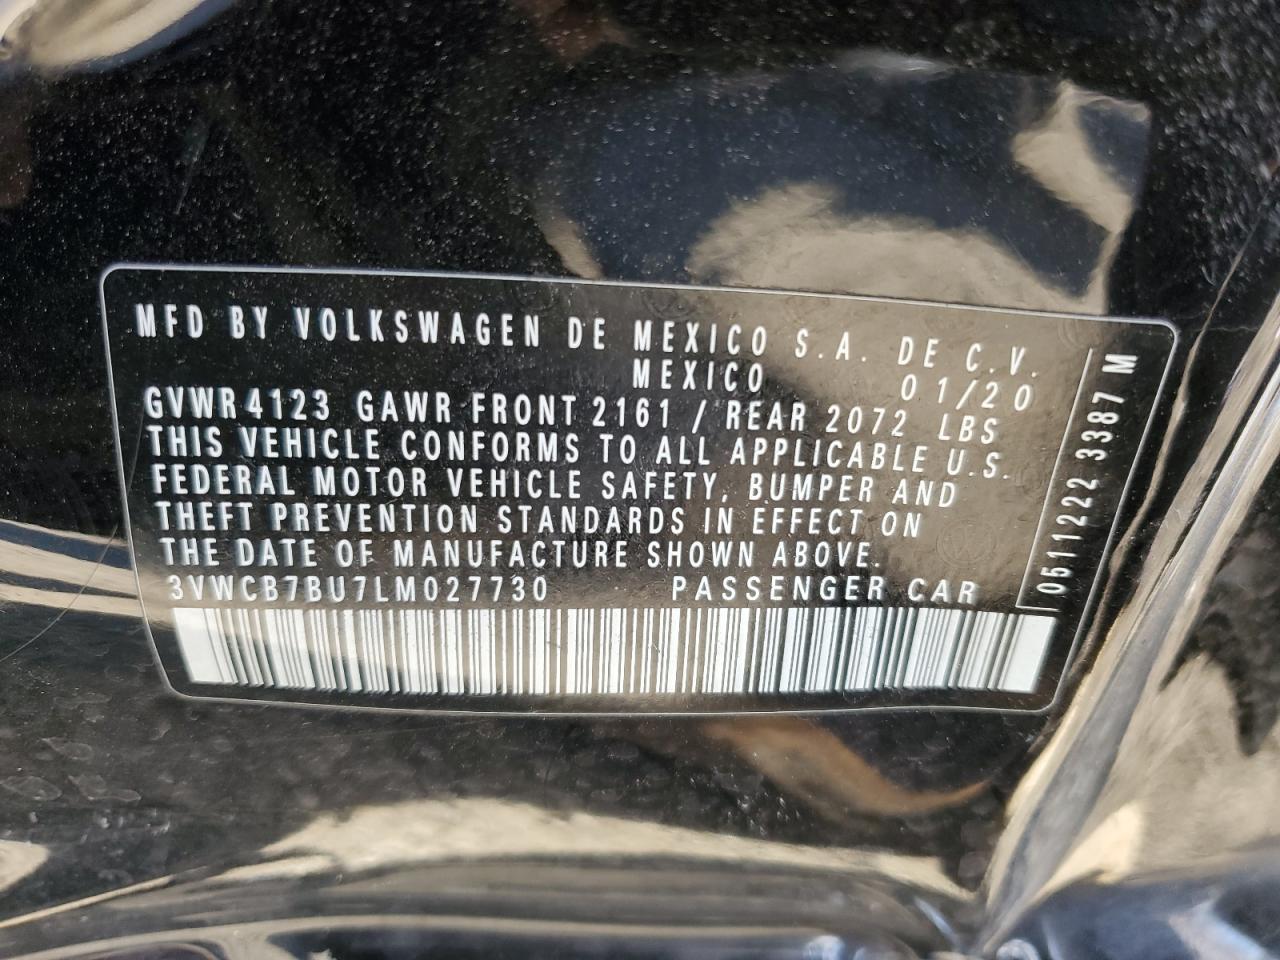 MFD BY VOLKSWAGEN DE MEXICO S.A. DE C.V.
MEXICO 01/20
GVWR 4123 GAWR FRONT 2161 / REAR 2072 LBS
THIS VEHICLE CONFORMS TO ALL APPLICABLE U.S.
FEDERAL MOTOR VEHICLE SAFETY, BUMPER AND
THEFT PREVENTION STANDARDS IN EFFECT ON
THE DATE OF MANUFACTURE SHOWN ABOVE.
3VWCB7BU7LM027730 PASSENGER CAR
0511222 3387 M